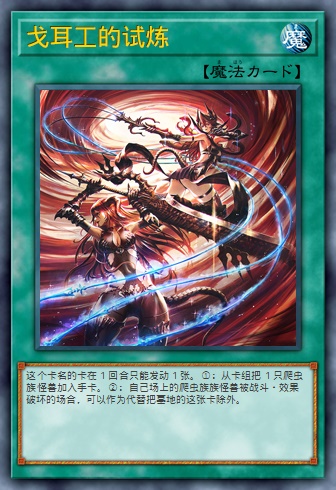 戈耳工的试炼
魔
【魔法カード】
这个卡名的卡在1回合只能发动1张。①：从卡组把1只爬虫
族怪兽加入手卡。②：自己场上的爬虫族族怪兽被战斗·效果
破坏的场合，可以作为代替把墓地的这张卡除外。